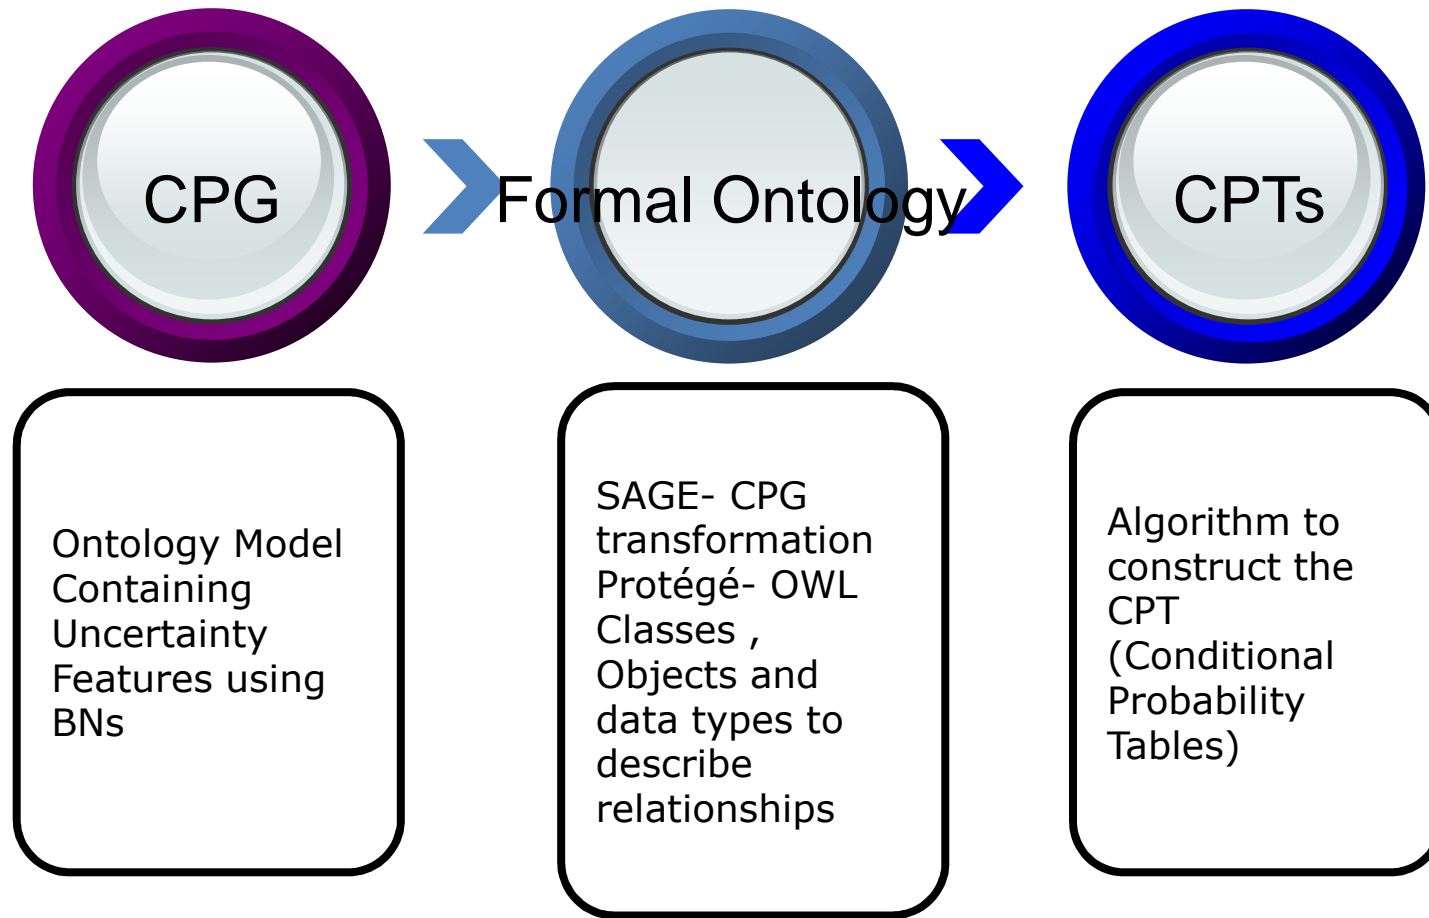 CPG
Formal Ontology
CPTs
Ontology Model
Containing
Uncertainty
Features using
BNs
SAGE- CPG
transformation
Protégé- OWL
Classes ,
Objects and
data types to
describe
relationships
Algorithm to
construct the
CPT
(Conditional
Probability
Tables)